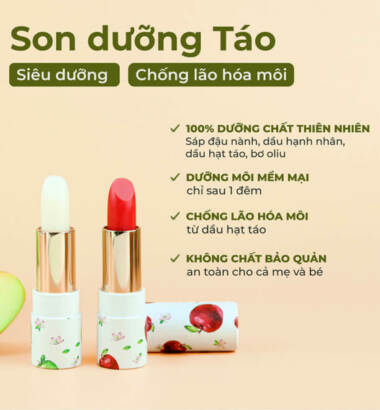 Son dưỡng Táo
Siêu dưỡng
Chống lão hóa môi
100% DƯỠNG CHẤT THIÊN NHIÊN
Sáp đậu nành, dầu hạnh nhân,
dầu hạt táo, bơ oliu
DƯỠNG MÔI MỀM MẠI
chỉ sau 1 đêm
CHỐNG LÃO HÓA MÔI
từ dầu hạt táo
KHÔNG CHẤT BẢO QUẢN
an toàn cho cả mẹ và bé